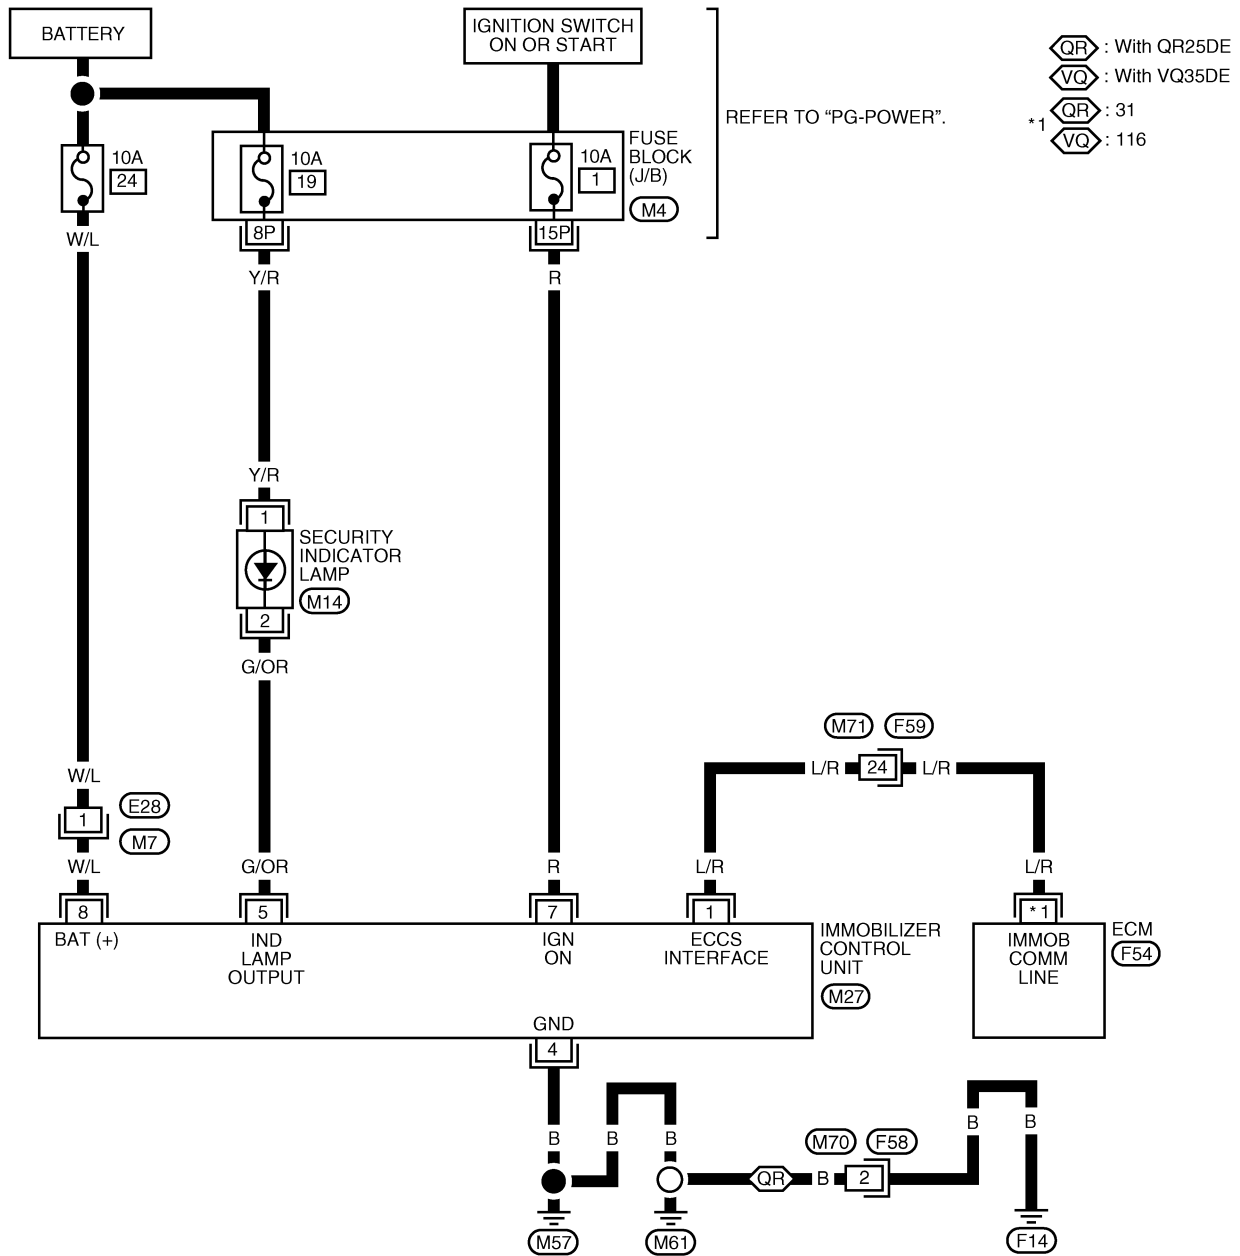 BATTERY
IGNITION SWITCH
ON OR START
QR : With QR25DE
VQ : With VQ35DE
*1 QR : 31
VQ : 116
REFER TO “PG-POWER”.
10A
24
10A
19
10A
1
FUSE
BLOCK
(J/B)
M4
8P
15P
W/L
Y/R
R
Y/R
1
SECURITY
INDICATOR
LAMP
M14
2
G/OR
M71
F59
L/R
24
L/R
W/L
1
E28
M7
W/L
G/OR
R
L/R
L/R
8
5
7
1
*1
BAT (+)
IND
LAMP
OUTPUT
IGN
ON
ECCS
INTERFACE
IMMOBILIZER
CONTROL
UNIT
M27
IMMOB
COMM
LINE
ECM
F54
GND
4
B
B
B
M70
F58
B
B
QR
B
2
M57
M61
F14